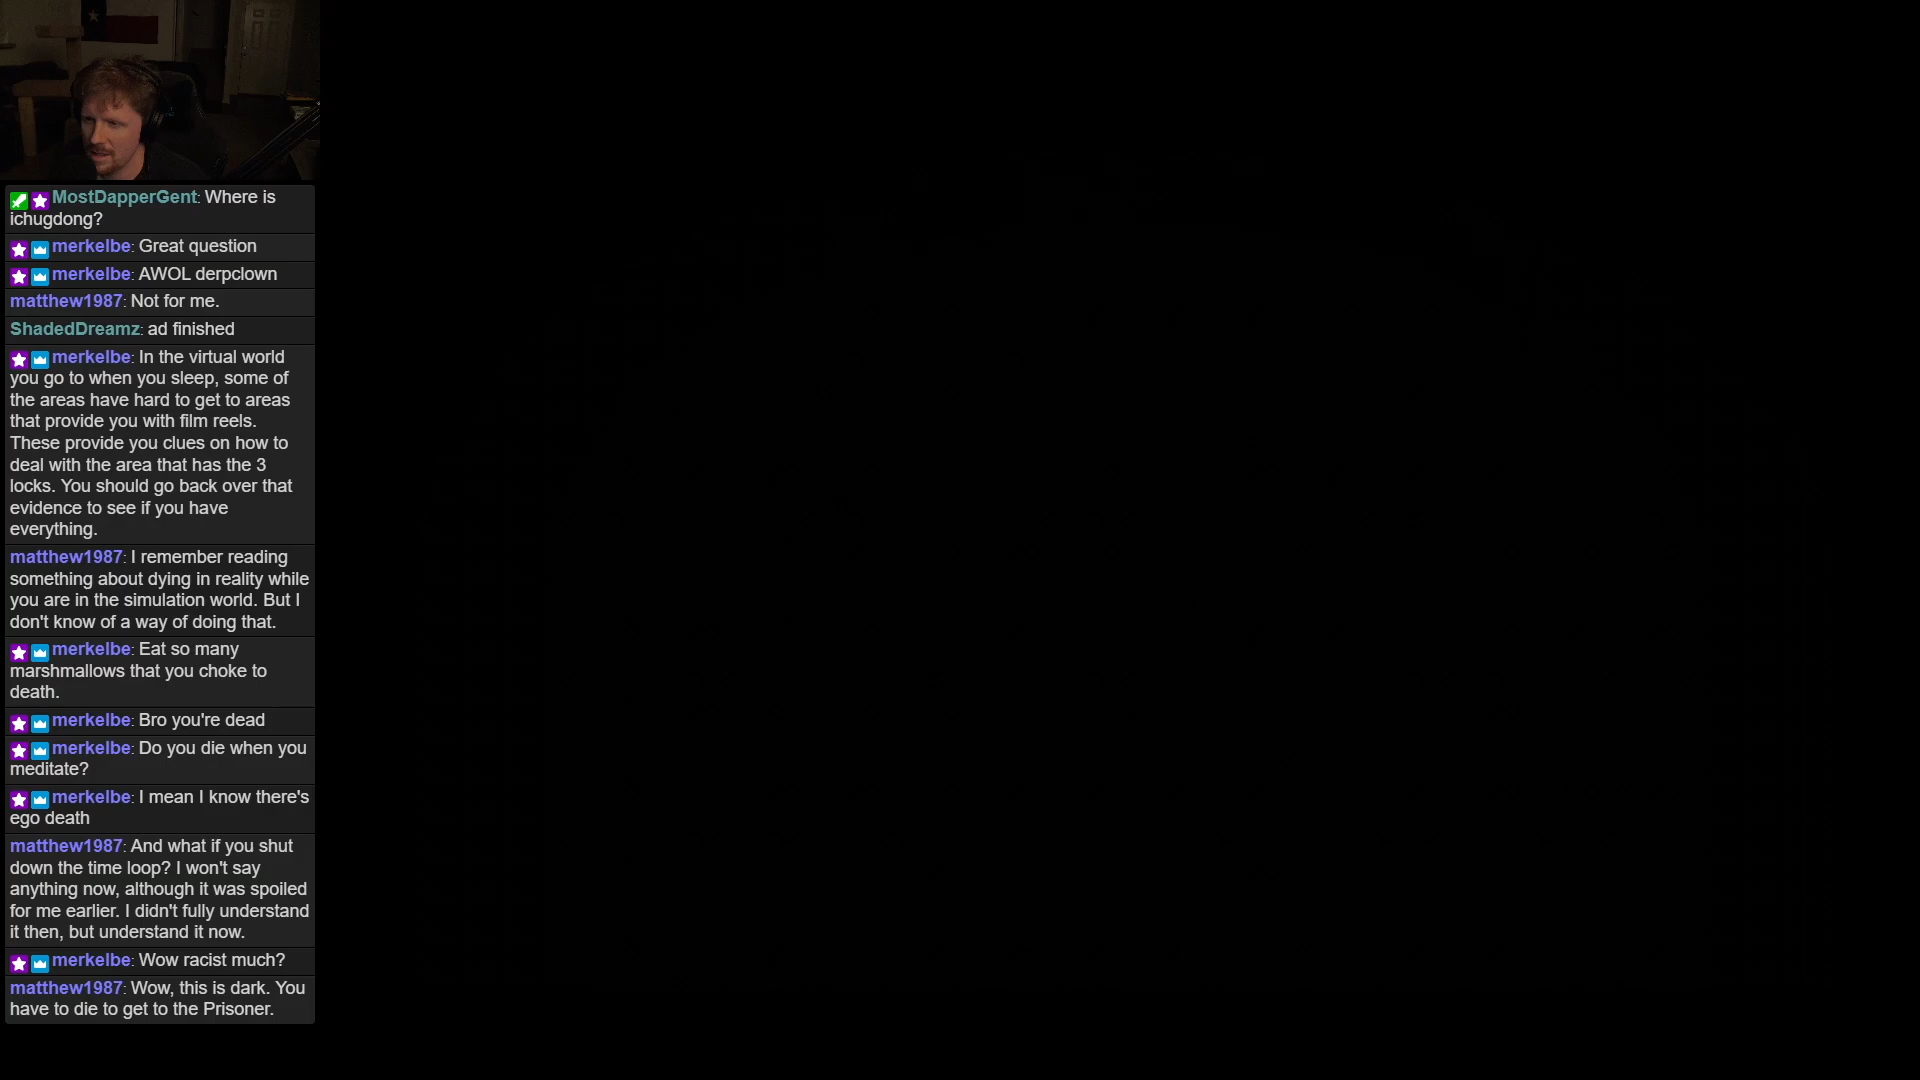 MostDapperGent: Where is
ichugdong?
merkelbe: Great question
merkelbe: AWOL derpclown
matthew1987: Not for me.
ShadedDreamz: ad finished
merkelbe: In the virtual world
you go to when you sleep, some of
the areas have hard to get to areas
that provide you with film reels.
These provide you clues on how to
deal with the area that has the 3
locks. You should go back over that
evidence to see if you have
everything.
matthew1987: I remember reading
something about dying in reality while
you are in the simulation world. But I
don't know of a way of doing that.
merkelbe: Eat so many
marshmallows that you choke to
death.
merkelbe: Bro you're dead
merkelbe: Do you die when you
meditate?
merkelbe: I mean I know there's
ego death
matthew1987: And what if you shut
down the time loop? I won't say
anything now, although it was spoiled
for me earlier. I didn't fully understand
it then, but understand it now.
merkelbe: Wow racist much?
matthew1987: Wow, this is dark. You
have to die to get to the Prisoner.